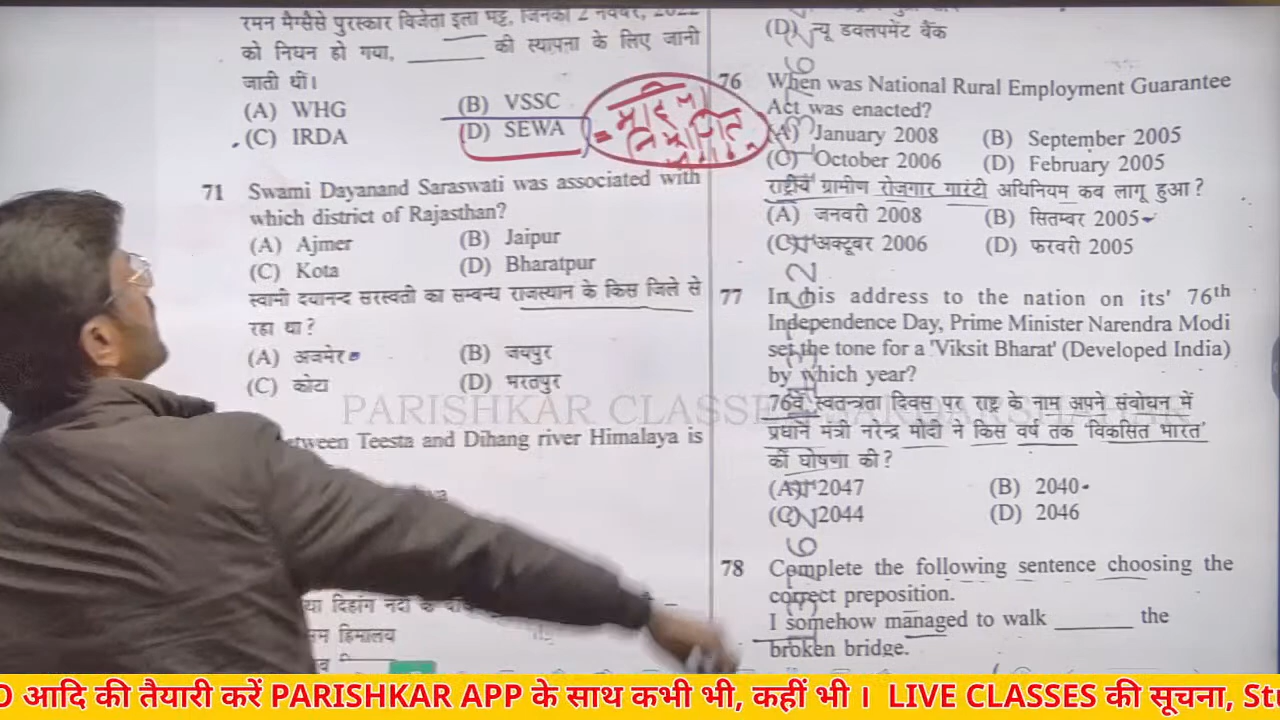 रमन मैग्सैसे पुरस्कार विजेता इला भट्ट, जिनका 2 नवंबर, 2022
को निधन हो गया, ______ की स्थापना के लिए जानी
जाती थीं।
(A) WHG (B) VSSC
(C) IRDA (D) SEWA
71 Swami Dayanand Saraswati was associated with
which district of Rajasthan?
(A) Ajmer (B) Jaipur
(C) Kota (D) Bharatpur
स्वामी दयानन्द सरस्वती का सम्बन्ध राजस्थान के किस जिले से
रहा था?
(A) अजमेर (B) जयपुर
(C) कोटा (D) भरतपुर
between Teesta and Dihang river Himalaya is
दिहांग नदी के
हिमालय
(D) न्यू डवलपमेंट बैंक
76 When was National Rural Employment Guarantee
Act was enacted?
(A) January 2008 (B) September 2005
(C) October 2006 (D) February 2005
राष्ट्रीय ग्रामीण रोजगार गारंटी अधिनियम कब लागू हुआ?
(A) जनवरी 2008 (B) सितम्बर 2005
(C) अक्टूबर 2006 (D) फरवरी 2005
77 In his address to the nation on its' 76th
Independence Day, Prime Minister Narendra Modi
set the tone for a 'Viksit Bharat' (Developed India)
by which year?
76वें स्वतन्त्रता दिवस पर राष्ट्र के नाम अपने संबोधन में
प्रधान मंत्री नरेन्द्र मोदी ने किस वर्ष तक 'विकसित भारत'
की घोषणा की?
(A) 2047 (B) 2040
(C) 2044 (D) 2046
78 Complete the following sentence choosing the
correct preposition.
I somehow managed to walk ______ the
broken bridge.
PARISHKAR CLASSES
आदि की तैयारी करें PARISHKAR APP के साथ कभी भी, कहीं भी । LIVE CLASSES की सूचना,